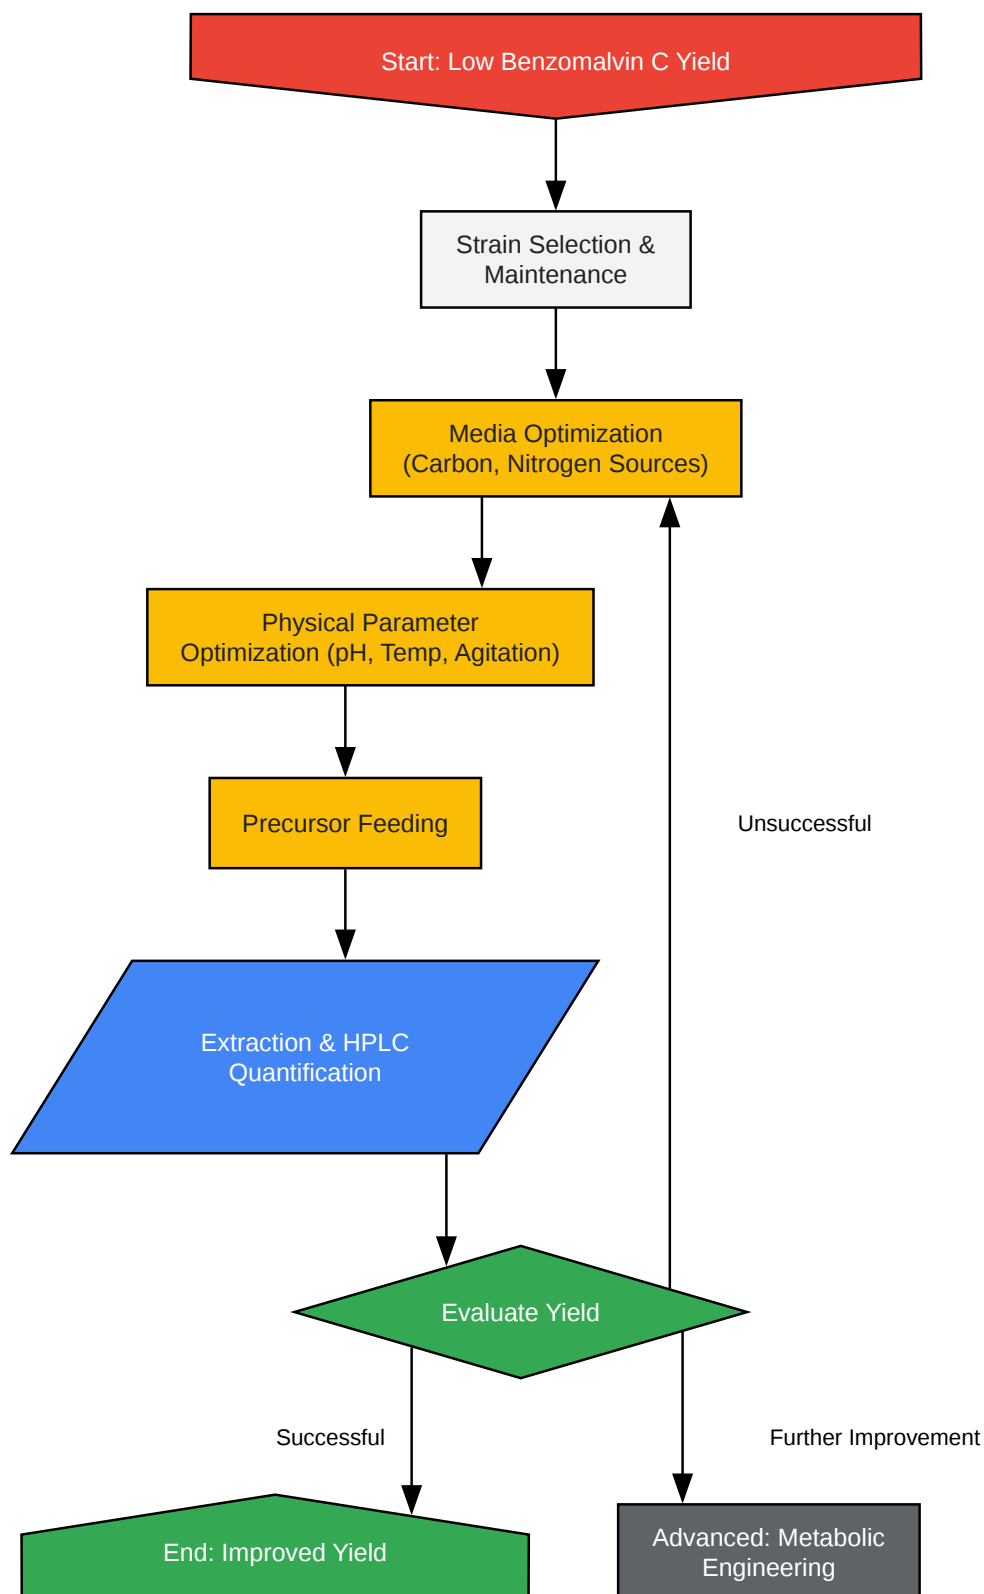 Start: Low Benzomalvin C Yield
Strain Selection &
Maintenance
Media Optimization
(Carbon, Nitrogen Sources)
Physical Parameter
Optimization (pH, Temp, Agitation)
Precursor Feeding
Unsuccessful
Extraction & HPLC
Quantification
Evaluate Yield
Successful
Further Improvement
End: Improved Yield
Advanced: Metabolic
Engineering